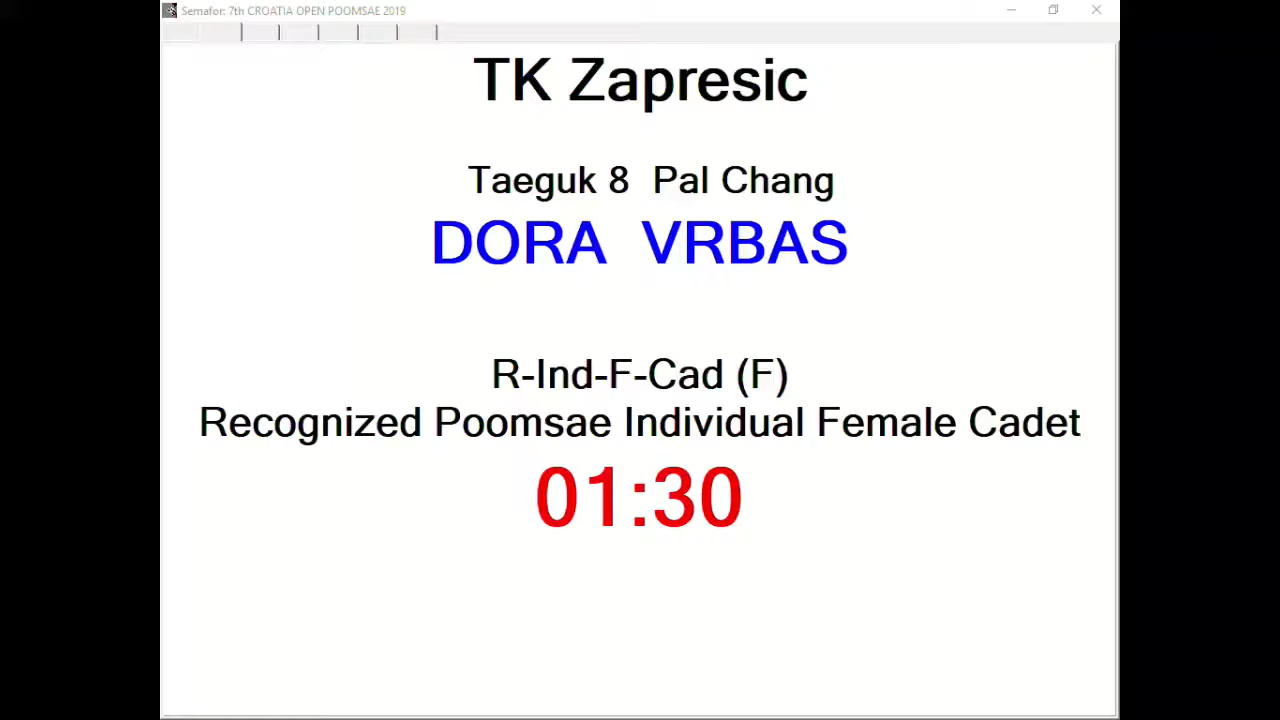 Semafor: 7th CROATIA OPEN POOMSAE 2019
TK Zapresic
Taeguk 8 Pal Chang
DORA VRBAS
R-Ind-F-Cad (F)
Recognized Poomsae Individual Female Cadet
01:30